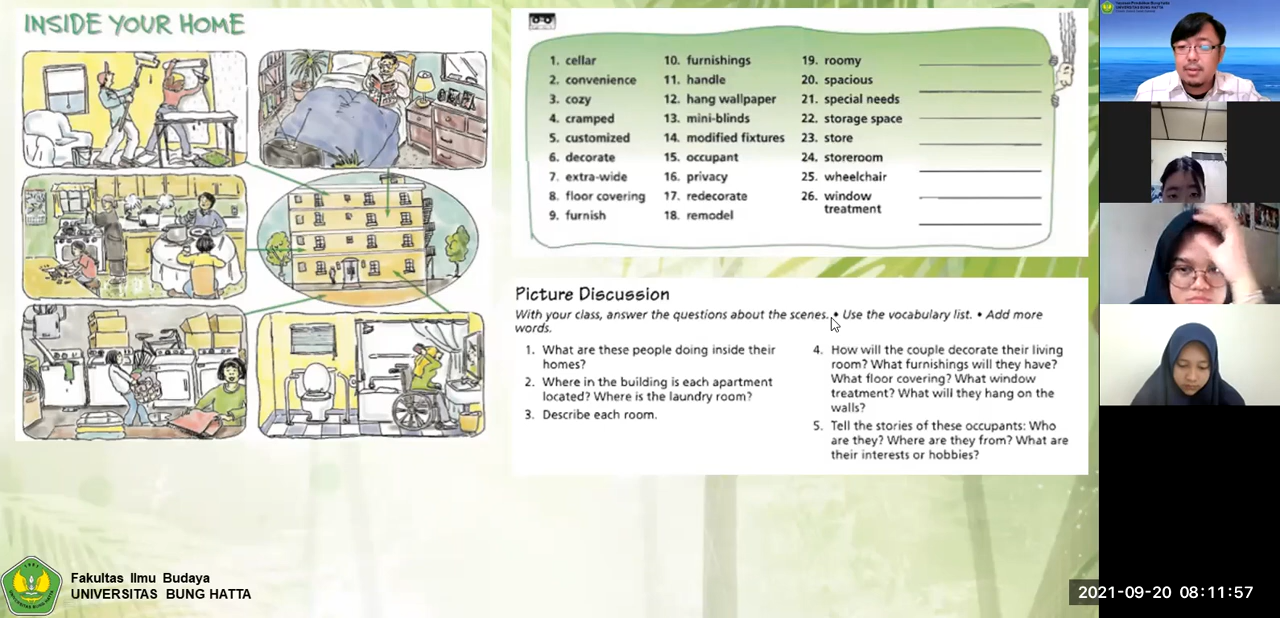 INSIDE YOUR HOME
1. cellar
2. convenience
3. cozy
4. cramped
5. customized
6. decorate
7. extra-wide
8. floor covering
9. furnish
10. furnishings
11. handle
12. hang wallpaper
13. mini-blinds
14. modified fixtures
15. occupant
16. privacy
17. redecorate
18. remodel
19. roomy
20. spacious
21. special needs
22. storage space
23. store
24. storeroom
25. wheelchair
26. window
treatment
Picture Discussion
With your class, answer the questions about the scenes. • Use the vocabulary list. • Add more
words.
1. What are these people doing inside their
homes?
2. Where in the building is each apartment
located? Where is the laundry room?
3. Describe each room.
4. How will the couple decorate their living
room? What furnishings will they have?
What floor covering? What window
treatment? What will they hang on the
walls?
5. Tell the stories of these occupants: Who
are they? Where are they from? What are
their interests or hobbies?
Fakultas Ilmu Budaya
UNIVERSITAS BUNG HATTA
UNIVERSITAS BUNG HATTA
2021-09-20 08:11:57